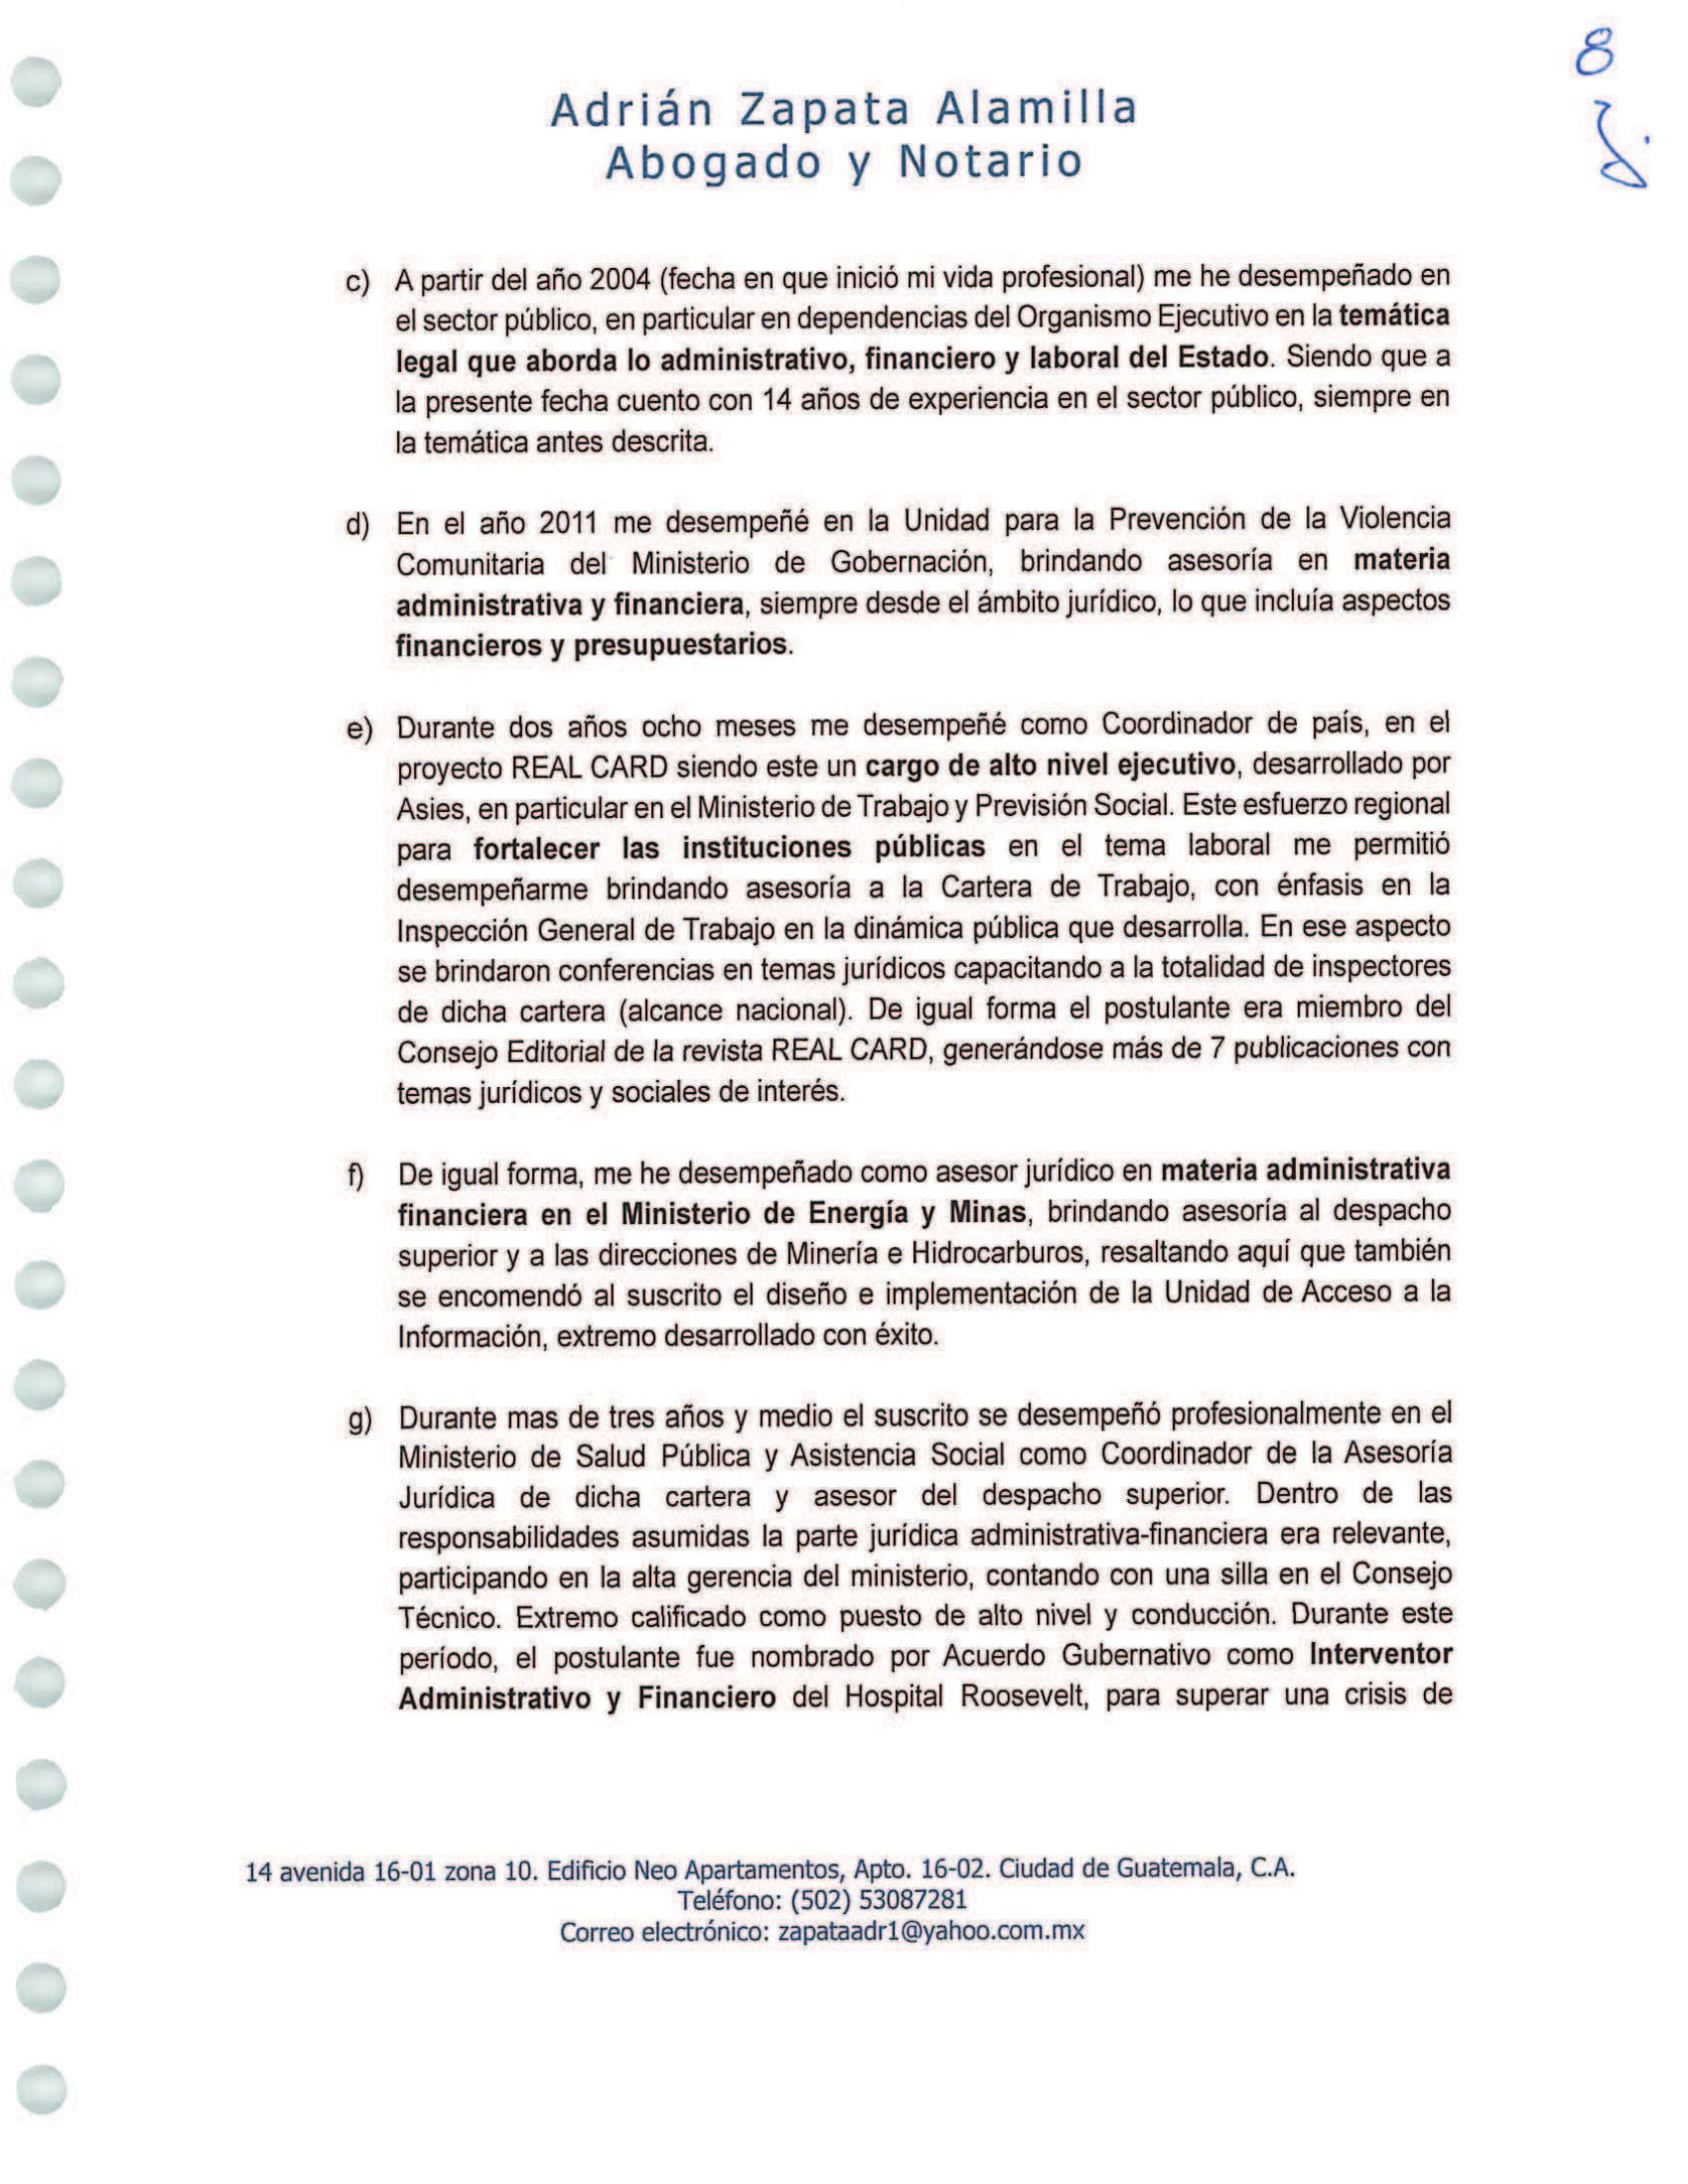 8
Adrián Zapata Alamilla
Abogado y Notario
c) A partir del año 2004 (fecha en que inició mi vida profesional) me he desempeñado en
el sector público, en particular en dependencias del Organismo Ejecutivo en la temática
legal que aborda lo administrativo, financiero y laboral del Estado. Siendo que a
la presente fecha cuento con 14 años de experiencia en el sector público, siempre en
la temática antes descrita.
d) En el año 2011 me desempeñé en la Unidad para la Prevención de la Violencia
Comunitaria del Ministerio de Gobernación, brindando asesoría en materia
administrativa y financiera, siempre desde el ámbito jurídico, lo que incluía aspectos
financieros y presupuestarios.
e) Durante dos años ocho meses me desempeñé como Coordinador de país, en el
proyecto REAL CARD siendo este un cargo de alto nivel ejecutivo, desarrollado por
Asies, en particular en el Ministerio de Trabajo y Previsión Social. Este esfuerzo regional
para fortalecer las instituciones públicas en el tema laboral me permitió
desempeñarme brindando asesoría a la Cartera de Trabajo, con énfasis en la
Inspección General de Trabajo en la dinámica pública que desarrolla. En ese aspecto
se brindaron conferencias en temas jurídicos capacitando a la totalidad de inspectores
de dicha cartera (alcance nacional). De igual forma el postulante era miembro del
Consejo Editorial de la revista REAL CARD, generándose más de 7 publicaciones con
temas jurídicos y sociales de interés.
f) De igual forma, me he desempeñado como asesor jurídico en materia administrativa
financiera en el Ministerio de Energía y Minas, brindando asesoría al despacho
superior y a las direcciones de Minería e Hidrocarburos, resaltando aquí que también
se encomendó al suscrito el diseño e implementación de la Unidad de Acceso a la
Información, extremo desarrollado con éxito.
g) Durante mas de tres años y medio el suscrito se desempeñó profesionalmente en el
Ministerio de Salud Pública y Asistencia Social como Coordinador de la Asesoría
Jurídica de dicha cartera y asesor del despacho superior. Dentro de las
responsabilidades asumidas la parte jurídica administrativa-financiera era relevante,
participando en la alta gerencia del ministerio, contando con una silla en el Consejo
Técnico. Extremo calificado como puesto de alto nivel y conducción. Durante este
período, el postulante fue nombrado por Acuerdo Gubernativo como Interventor
Administrativo y Financiero del Hospital Roosevelt, para superar una crisis de
14 avenida 16-01 zona 10. Edificio Neo Apartamentos, Apto. 16-02. Ciudad de Guatemala, C.A.
Teléfono: (502) 53087281
Correo electrónico: zapataadr1@yahoo.com.mx